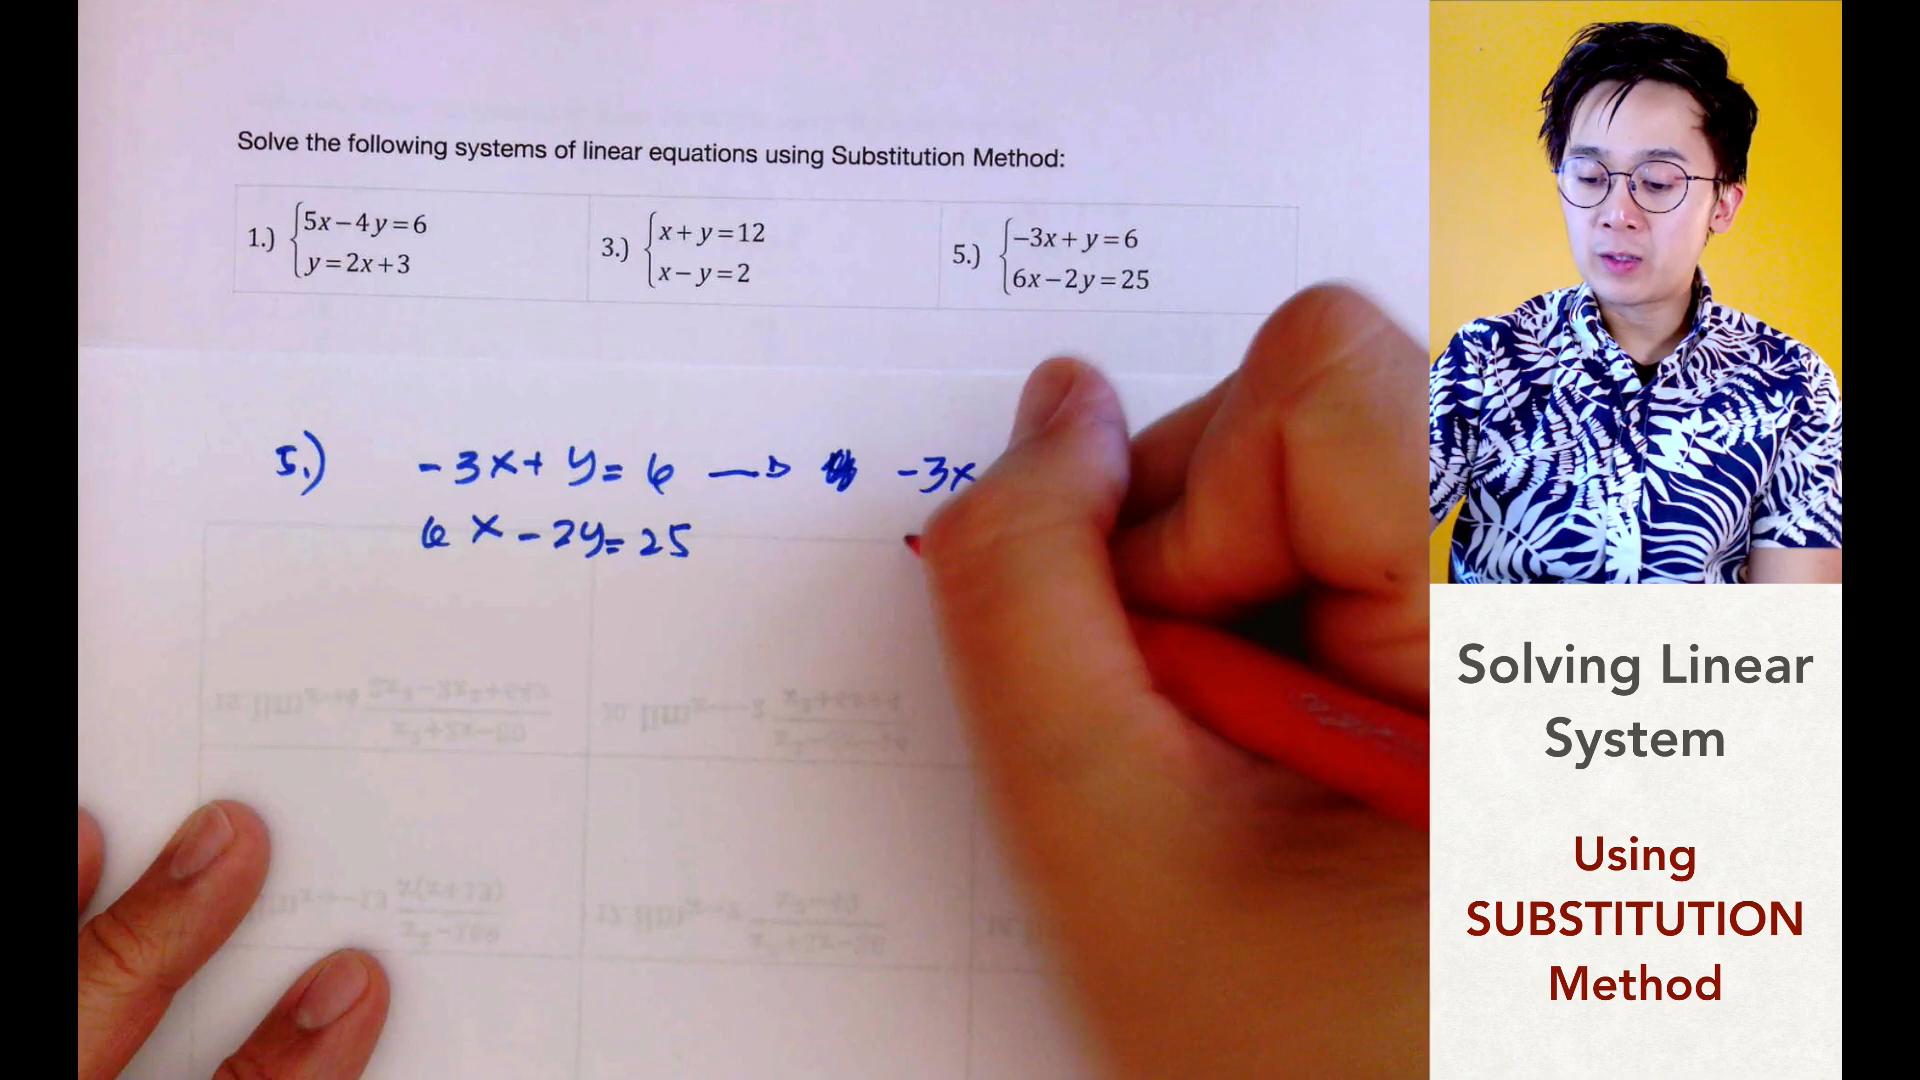 Solve the following systems of linear equations using Substitution Method:
1.) 5x−4y=6
y=2x+3
3.) x+y=12
x−y=2
5.) −3x+y=6
6x−2y=25
5.) -3x+y=6 → -3x
6x-2y=25
Solving Linear
System
Using
SUBSTITUTION
Method